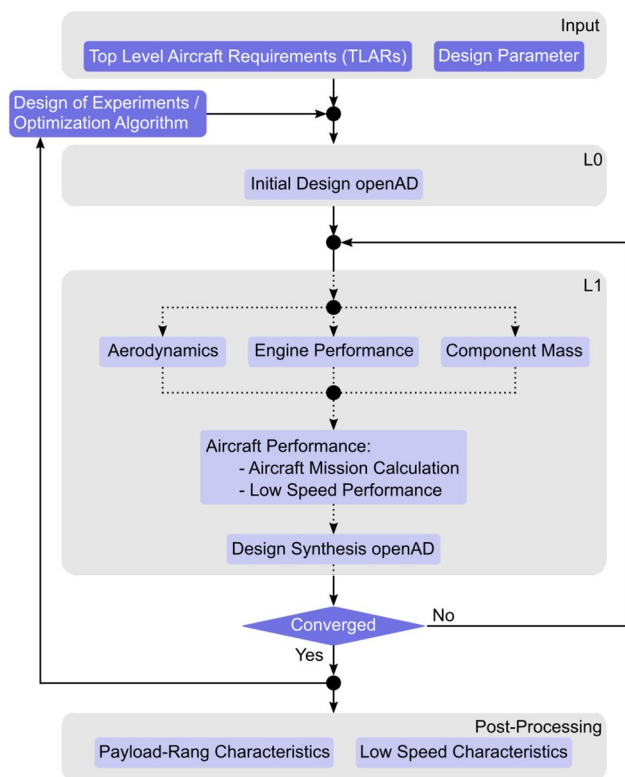 Input
Top Level Aircraft Requirements (TLARs)
Design Parameter
Design of Experiments /
Optimization Algorithm
L0
Initial Design openAD
L1
Aerodynamics
Engine Performance
Component Mass
Aircraft Performance:
- Aircraft Mission Calculation
- Low Speed Performance
Design Synthesis openAD
Converged
No
Yes
Post-Processing
Payload-Rang Characteristics
Low Speed Characteristics